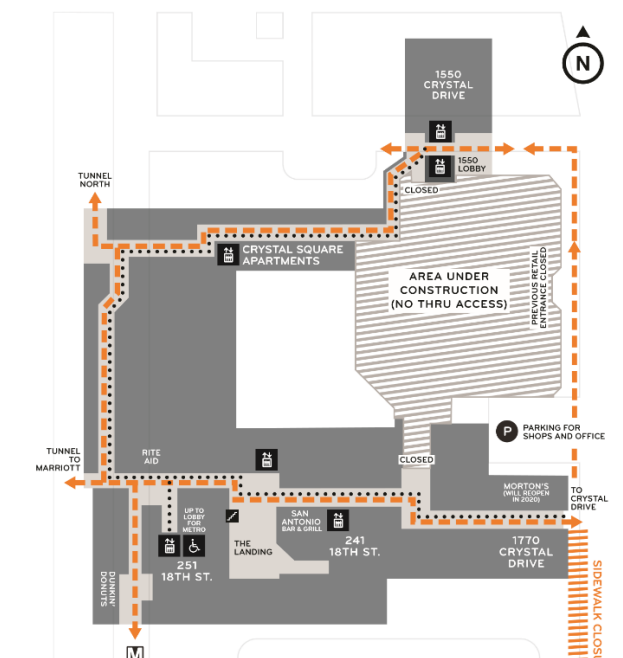 N
1550
CRYSTAL
DRIVE
1550
LOBBY
CLOSED
TUNNEL
NORTH
CRYSTAL SQUARE
APARTMENTS
AREA UNDER
CONSTRUCTION
(NO THRU ACCESS)
PREVIOUS RETAIL
ENTRANCE CLOSED
P
PARKING FOR
SHOPS AND OFFICE
TUNNEL
TO
MARRIOTT
RITE
AID
CLOSED
MORTON'S
(WILL REOPEN
IN 2020)
TO
CRYSTAL
DRIVE
UP TO
LOBBY
FOR
METRO
SAN
ANTONIO
BAR & GRILL
THE
LANDING
241
18TH ST.
1770
CRYSTAL
DRIVE
251
18TH ST.
DUNKIN'
DONUTS
SIDEWALK CLOS
M